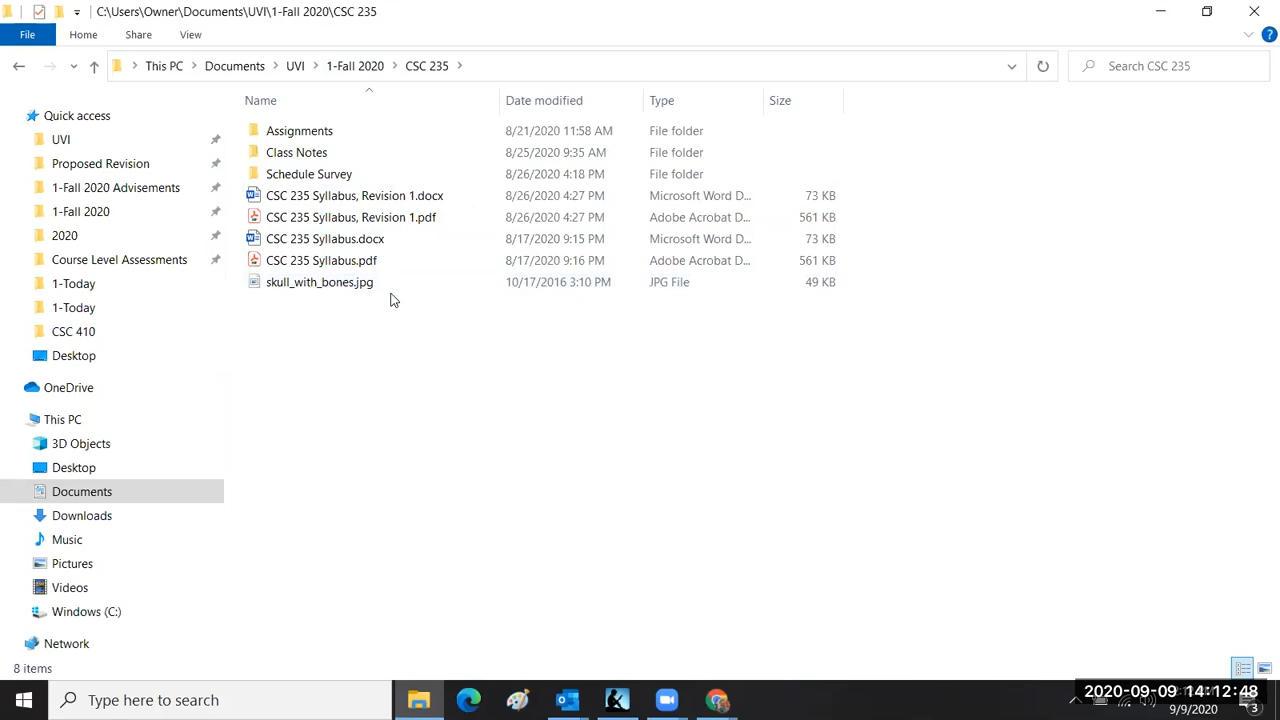 C:\Users\Owner\Documents\UVI\1-Fall 2020\CSC 235
File Home Share View
This PC Documents UVI 1-Fall 2020 CSC 235 Search CSC 235
Name Date modified Type Size
Assignments 8/21/2020 11:58 AM File folder
Class Notes 8/25/2020 9:35 AM File folder
Schedule Survey 8/26/2020 4:18 PM File folder
CSC 235 Syllabus, Revision 1.docx 8/26/2020 4:27 PM Microsoft Word D... 73 KB
CSC 235 Syllabus, Revision 1.pdf 8/26/2020 4:27 PM Adobe Acrobat D... 561 KB
CSC 235 Syllabus.docx 8/17/2020 9:15 PM Microsoft Word D... 73 KB
CSC 235 Syllabus.pdf 8/17/2020 9:16 PM Adobe Acrobat D... 561 KB
skull_with_bones.jpg 10/17/2016 3:10 PM JPG File 49 KB
Quick access
UVI
Proposed Revision
1-Fall 2020 Advisements
1-Fall 2020
2020
Course Level Assessments
1-Today
1-Today
CSC 410
Desktop
OneDrive
This PC
3D Objects
Desktop
Documents
Downloads
Music
Pictures
Videos
Windows (C:)
Network
8 items
Type here to search
2020-09-09 14:12:48
9/9/2020
3